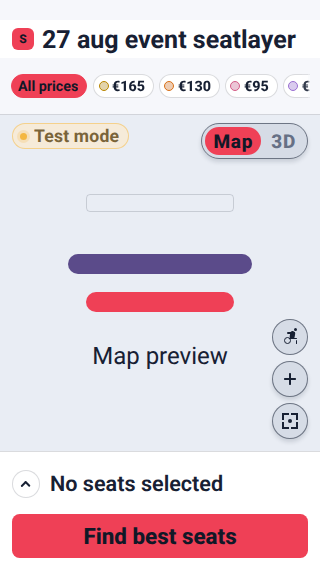 S 27 aug event seatlayer
All prices €165 €130 €95 €
Test mode
Map 3D
Map preview
No seats selected
Find best seats